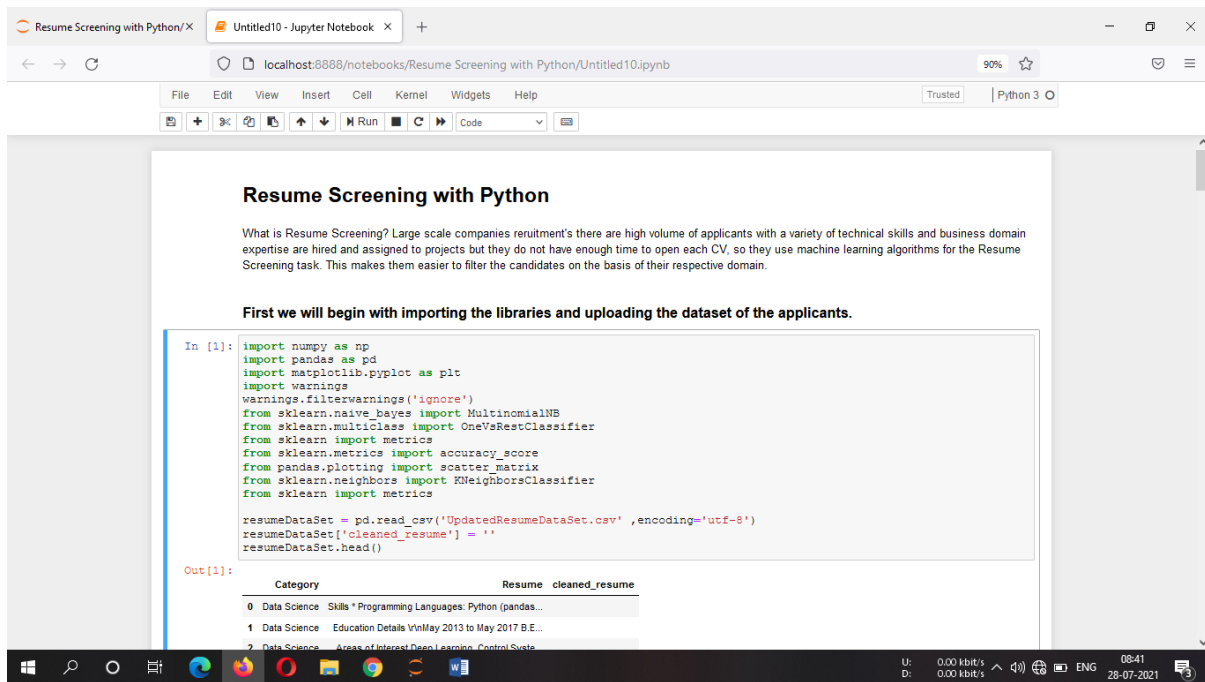 Resume Screening with Python/
Untitled10 - Jupyter Notebook
localhost:8888/notebooks/Resume Screening with Python/Untitled10.ipynb
90%
File Edit View Insert Cell Kernel Widgets Help
Trusted
Python 3
Run
Code
Resume Screening with Python
What is Resume Screening? Large scale companies reruitment's there are high volume of applicants with a variety of technical skills and business domain
expertise are hired and assigned to projects but they do not have enough time to open each CV, so they use machine learning algorithms for the Resume
Screening task. This makes them easier to filter the candidates on the basis of their respective domain.
First we will begin with importing the libraries and uploading the dataset of the applicants.
In [1]: import numpy as np
import pandas as pd
import matplotlib.pyplot as plt
import warnings
warnings.filterwarnings('ignore')
from sklearn.naive_bayes import MultinomialNB
from sklearn.multiclass import OneVsRestClassifier
from sklearn import metrics
from sklearn.metrics import accuracy_score
from pandas.plotting import scatter_matrix
from sklearn.neighbors import KNeighborsClassifier
from sklearn import metrics
resumeDataSet = pd.read_csv('UpdatedResumeDataSet.csv' ,encoding='utf-8')
resumeDataSet['cleaned_resume'] = ''
resumeDataSet.head()
Out[1]:
Category Resume cleaned_resume
0 Data Science Skills * Programming Languages: Python (pandas...
1 Data Science Education Details \r\nMay 2013 to May 2017 B.E...
2 Data Science Areas of Interest Deep Learning, Control Syste...
U: 0.00 kbit/s
D: 0.00 kbit/s
ENG
08:41
28-07-2021
3